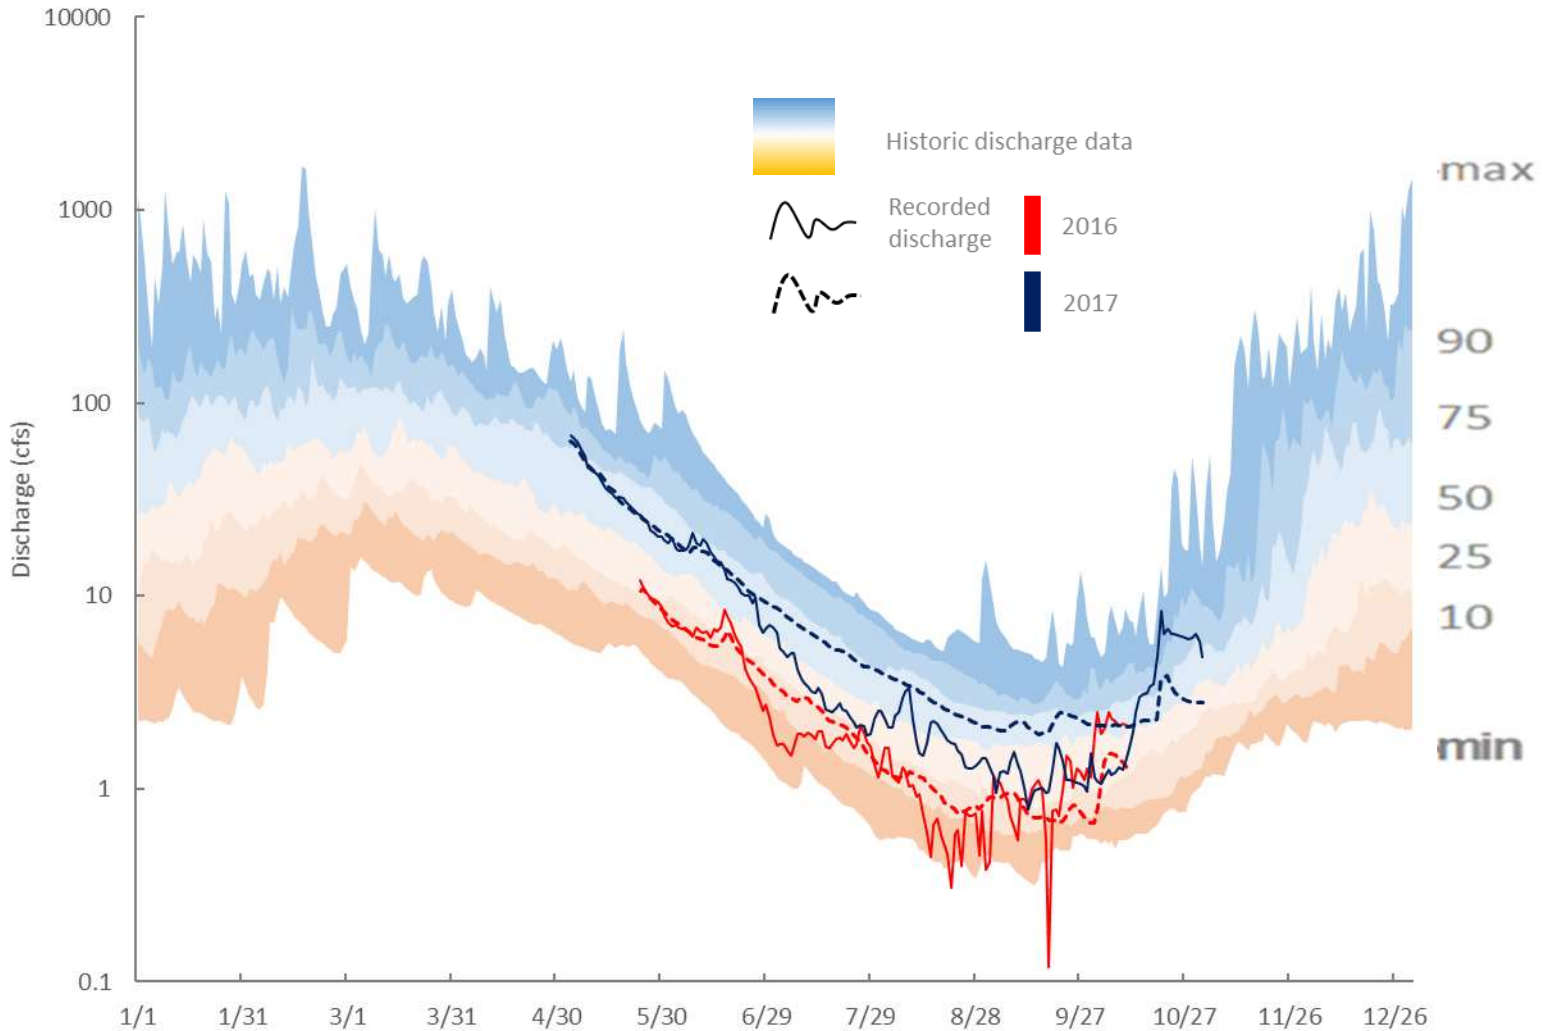 10000
1000
100
10
1
0.1
Discharge (cfs)
Historic discharge data
Recorded
discharge
2016
2017
max
90
75
50
25
10
min
1/1 1/31 3/1 3/31 4/30 5/30 6/29 7/29 8/28 9/27 10/27 11/26 12/26